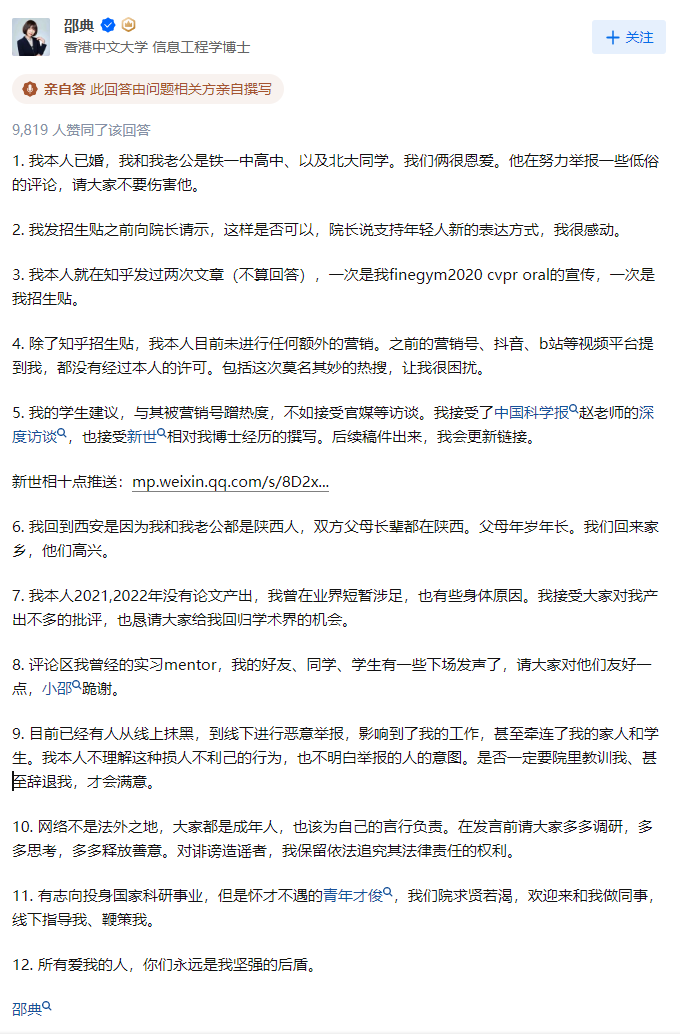 邵典
香港中文大学 信息工程学博士
+ 关注
亲自答 此回答由问题相关方亲自撰写
9,819 人赞同了该回答
1. 我本人已婚，我和我老公是铁一中高中、以及北大同学。我们俩很恩爱。他在努力举报一些低俗
的评论，请大家不要伤害他。
2. 我发招生贴之前向院长请示，这样是否可以，院长说支持年轻人新的表达方式，我很感动。
3. 我本人就在知乎发过两次文章（不算回答），一次是我finegym2020 cvpr oral的宣传，一次是
我招生贴。
4. 除了知乎招生贴，我本人目前未进行任何额外的营销。之前的营销号、抖音、b站等视频平台提
到我，都没有经过本人的许可。包括这次莫名其妙的热搜，让我很困扰。
5. 我的学生建议，与其被营销号蹭热度，不如接受官媒等访谈。我接受了中国科学报赵老师的深
度访谈，也接受新世相对我博士经历的撰写。后续稿件出来，我会更新链接。
新世相十点推送：mp.weixin.qq.com/s/8D2x...
6. 我回到西安是因为我和我老公都是陕西人，双方父母长辈都在陕西。父母年岁年长。我们回来家
乡，他们高兴。
7. 我本人2021,2022年没有论文产出，我曾在业界短暂涉足，也有些身体原因。我接受大家对我产
出不多的批评，也恳请大家给我回归学术界的机会。
8. 评论区我曾经的实习mentor，我的好友、同学、学生有一些下场发声了，请大家对他们友好一
点，小邵跪谢。
9. 目前已经有人从线上抹黑，到线下进行恶意举报，影响到了我的工作，甚至牵连了我的家人和学
生。我本人不理解这种损人不利己的行为，也不明白举报的人的意图。是否一定要院里教训我、甚
至辞退我，才会满意。
10. 网络不是法外之地，大家都是成年人，也该为自己的言行负责。在发言前请大家多多调研，多
多思考，多多释放善意。对诽谤造谣者，我保留依法追究其法律责任的权利。
11. 有志向投身国家科研事业，但是怀才不遇的青年才俊，我们院求贤若渴，欢迎来和我做同事，
线下指导我、鞭策我。
12. 所有爱我的人，你们永远是我坚强的后盾。
邵典